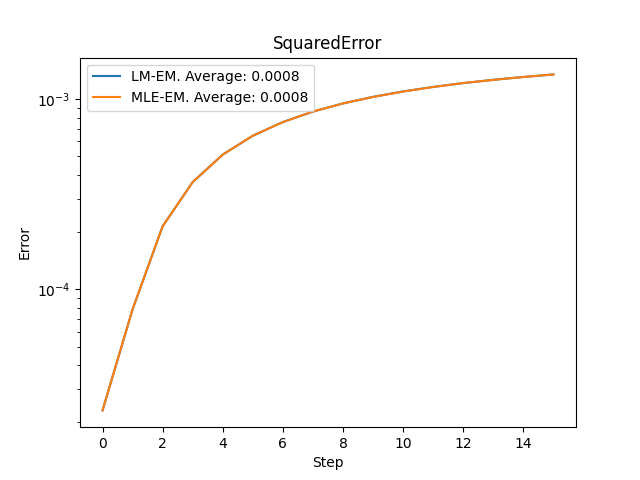 SquaredError
LM-EM. Average: 0.0008
MLE-EM. Average: 0.0008
10⁻³
10⁻⁴
Error
0 2 4 6 8 10 12 14
Step